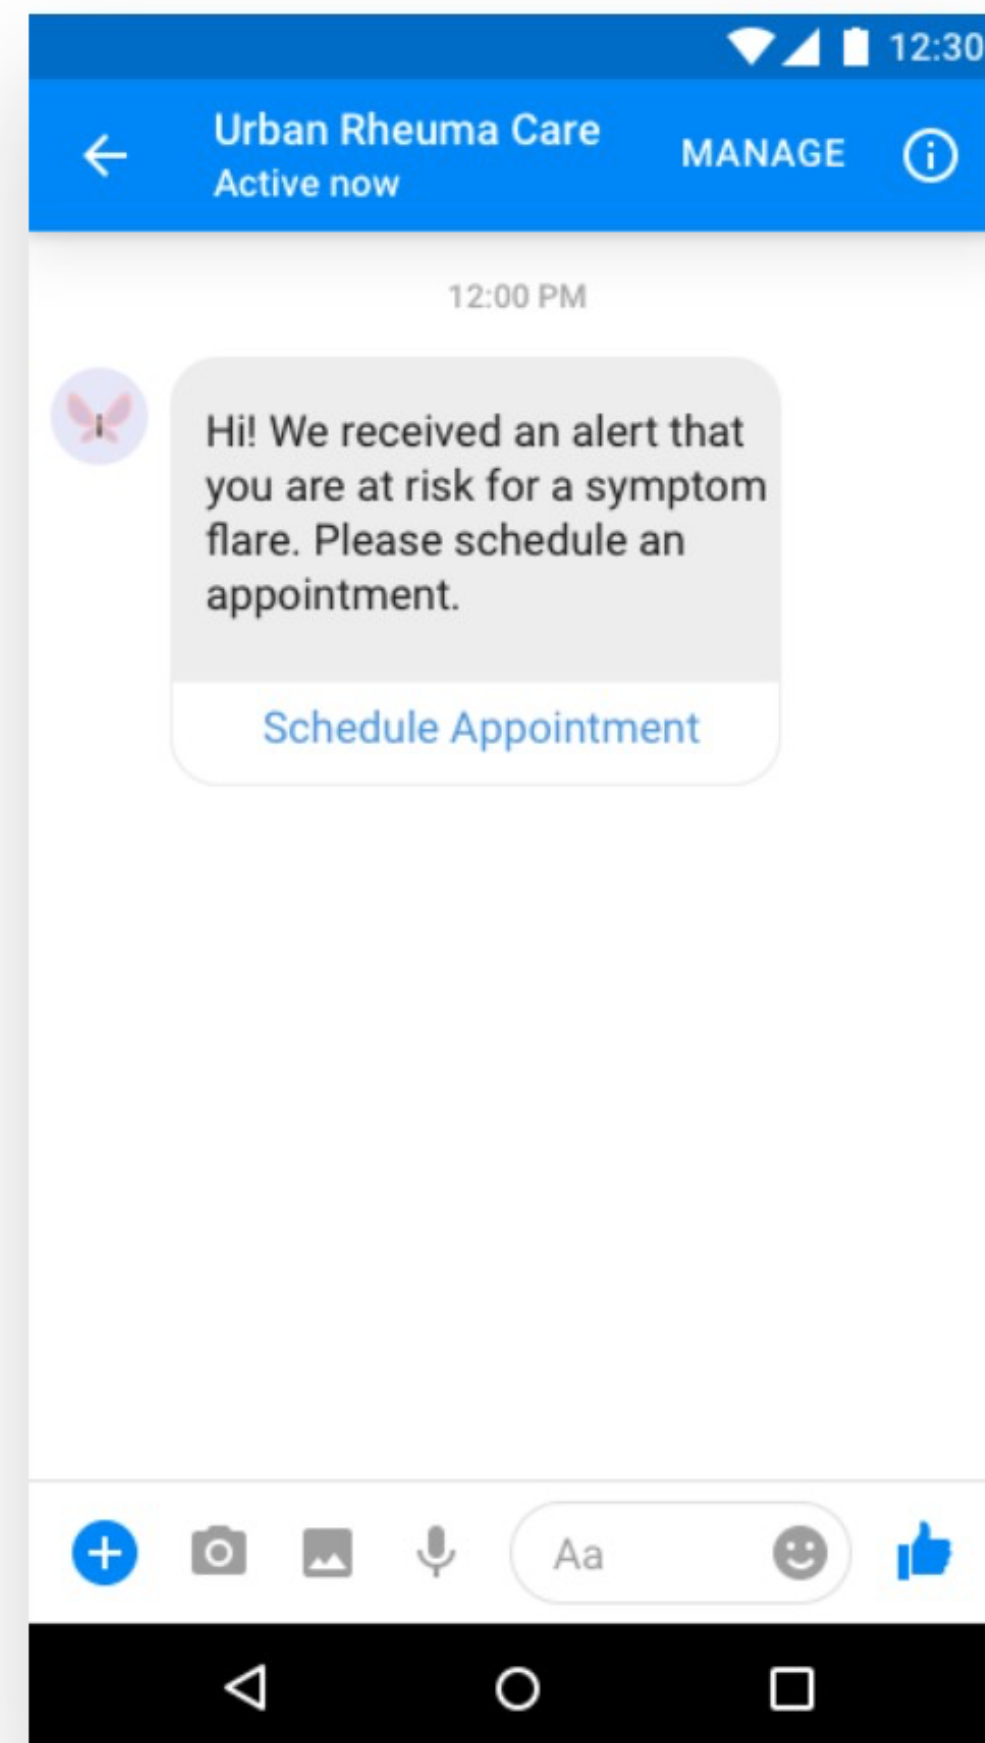 12:30
Urban Rheuma Care
MANAGE
Active now
12:00 PM
Hi! We received an alert that
you are at risk for a symptom
flare. Please schedule an
appointment.
Schedule Appointment
Aa